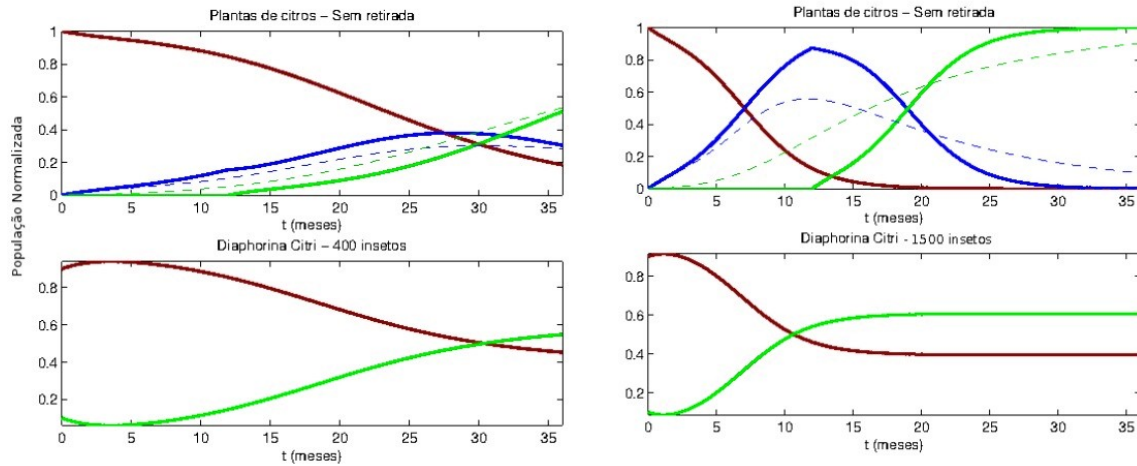 Plantas de citros – Sem retirada
1
0.8
0.6
0.4
0.2
0
0 5 10 15 20 25 30 35
t (meses)
População Normalizada
Diaphorina Citri – 400 insetos
0.8
0.6
0.4
0.2
0 5 10 15 20 25 30 35
t (meses)
Plantas de citros – Sem retirada
1
0.8
0.6
0.4
0.2
0
0 5 10 15 20 25 30 35
t (meses)
Diaphorina Citri - 1500 insetos
0.8
0.6
0.4
0.2
0 5 10 15 20 25 30 35
t (meses)